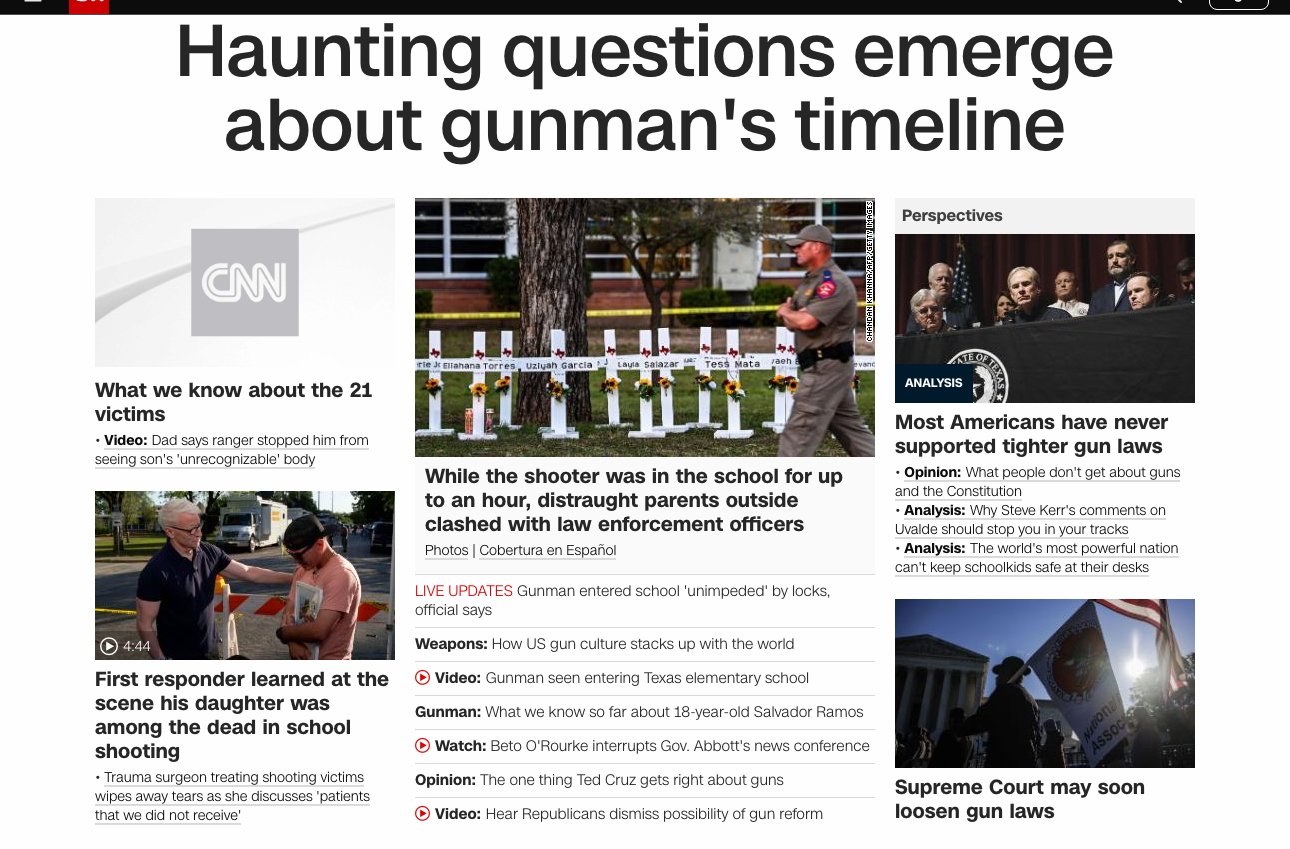 Haunting questions emerge
about gunman's timeline
CNN
What we know about the 21
victims
• Video: Dad says ranger stopped him from
seeing son's 'unrecognizable' body
4:44
First responder learned at the
scene his daughter was
among the dead in school
shooting
• Trauma surgeon treating shooting victims
wipes away tears as she discusses 'patients
that we did not receive'
CHANDAN KHANNA/AFP/GETTY IMAGES
Eliahana Torres
Uziyah Garcia
Layla Salazar
Tess Mata
While the shooter was in the school for up
to an hour, distraught parents outside
clashed with law enforcement officers
Photos | Cobertura en Español
LIVE UPDATES Gunman entered school 'unimpeded' by locks,
official says
Weapons: How US gun culture stacks up with the world
Video: Gunman seen entering Texas elementary school
Gunman: What we know so far about 18-year-old Salvador Ramos
Watch: Beto O'Rourke interrupts Gov. Abbott's news conference
Opinion: The one thing Ted Cruz gets right about guns
Video: Hear Republicans dismiss possibility of gun reform
Perspectives
ATE OF TEXAS
ANALYSIS
Most Americans have never
supported tighter gun laws
• Opinion: What people don't get about guns
and the Constitution
• Analysis: Why Steve Kerr's comments on
Uvalde should stop you in your tracks
• Analysis: The world's most powerful nation
can't keep schoolkids safe at their desks
National
Supreme Court may soon
loosen gun laws